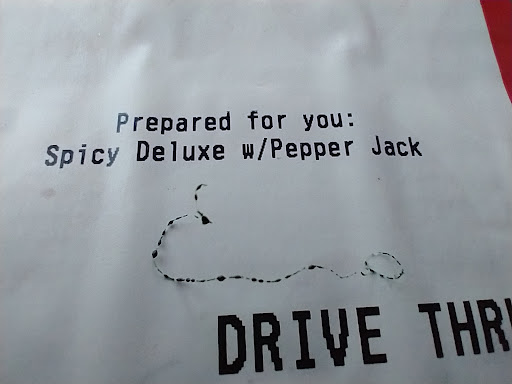 Prepared for you:
Spicy Deluxe w/Pepper Jack
DRIVE THR